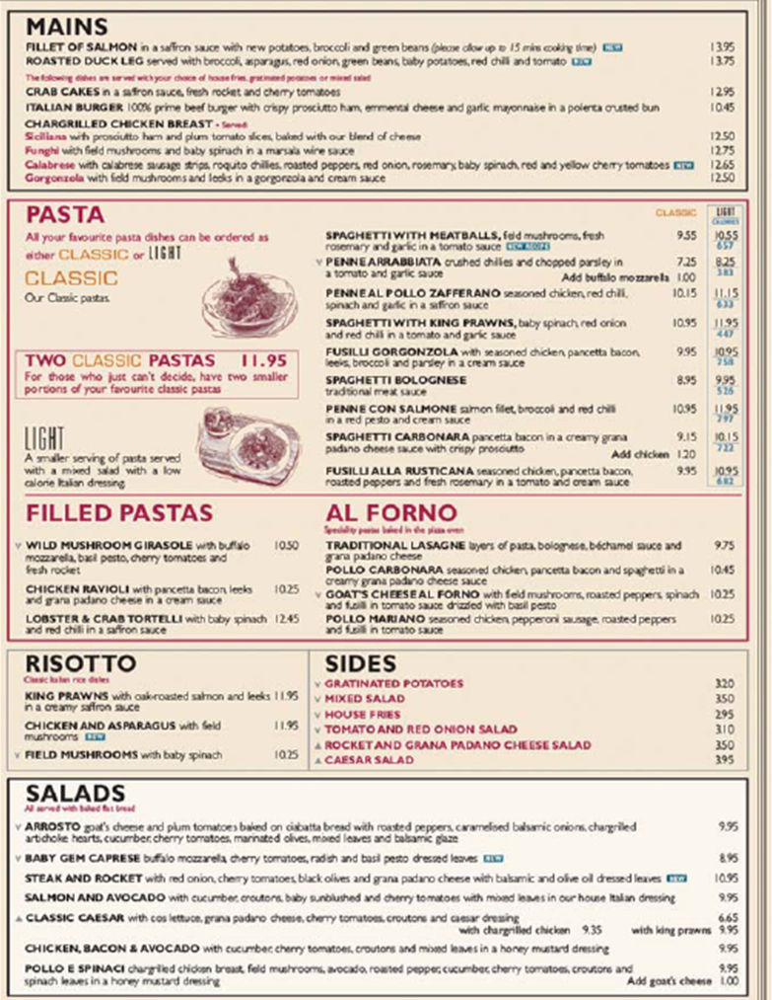 MAINS
FILLET OF SALMON in a saffron sauce with new potatoes, broccoli and green beans (please allow up to 15 mins cooking time) NEW 13.95
ROASTED DUCK LEG served with broccoli, asparagus, red onion, green beans, baby potatoes, red chilli and tomato NEW 13.75
The following dishes are served with your choice of house fries, gratinated potatoes or mixed salad
CRAB CAKES in a saffron sauce, fresh rocket and cherry tomatoes 12.95
ITALIAN BURGER 100% prime beef burger with crispy prosciutto ham, emmental cheese and garlic mayonnaise in a polenta crusted bun 10.45
CHARGRILLED CHICKEN BREAST - Served:
Siciliana with prosciutto ham and plum tomato slices, baked with our blend of cheese 12.50
Funghi with field mushrooms and baby spinach in a marsala wine sauce 12.75
Calabrese with calabrese sausage strips, roquito chillies, roasted peppers, red onion, rosemary, baby spinach, red and yellow cherry tomatoes NEW 12.65
Gorgonzola with field mushrooms and leeks in a gorgonzola and cream sauce 12.50
PASTA
All your favourite pasta dishes can be ordered as
either CLASSIC or LIGHT
CLASSIC
Our Classic pastas.
TWO CLASSIC PASTAS 11.95
For those who just can't decide, have two smaller
portions of your favourite classic pastas
LIGHT
A smaller serving of pasta served
with a mixed salad with a low
calorie Italian dressing.
CLASSIC LIGHT
CALORIES
SPAGHETTI WITH MEATBALLS, field mushrooms, fresh 9.55 10.55
rosemary and garlic in a tomato sauce NEW RECIPE 657
V PENNE ARRABBIATA crushed chillies and chopped parsley in 7.25 8.25
a tomato and garlic sauce Add buffalo mozzarella 1.00 383
PENNE AL POLLO ZAFFERANO seasoned chicken, red chilli, 10.15 11.15
spinach and garlic in a saffron sauce 633
SPAGHETTI WITH KING PRAWNS, baby spinach, red onion 10.95 11.95
and red chilli in a tomato and garlic sauce 447
FUSILLI GORGONZOLA with seasoned chicken, pancetta bacon, 9.95 10.95
leeks, broccoli and parsley in a cream sauce 758
SPAGHETTI BOLOGNESE 8.95 9.95
traditional meat sauce 526
PENNE CON SALMONE salmon fillet, broccoli and red chilli 10.95 11.95
in a red pesto and cream sauce 797
SPAGHETTI CARBONARA pancetta bacon in a creamy grana 9.15 10.15
padano cheese sauce with crispy prosciutto 722
Add chicken 1.20
FUSILLI ALLA RUSTICANA seasoned chicken, pancetta bacon, 9.95 10.95
roasted peppers and fresh rosemary in a tomato and cream sauce 682
FILLED PASTAS
V WILD MUSHROOM GIRASOLE with buffalo 10.50
mozzarella, basil pesto, cherry tomatoes and
fresh rocket
CHICKEN RAVIOLI with pancetta bacon, leeks 10.25
and grana padano cheese in a cream sauce
LOBSTER & CRAB TORTELLI with baby spinach 12.45
and red chilli in a saffron sauce
AL FORNO
Speciality pastas baked in the pizza oven
TRADITIONAL LASAGNE layers of pasta, bolognese, béchamel sauce and 9.75
grana padano cheese
POLLO CARBONARA seasoned chicken, pancetta bacon and spaghetti in a 10.45
creamy grana padano cheese sauce
V GOAT'S CHEESE AL FORNO with field mushrooms, roasted peppers, spinach 10.25
and fusilli in tomato sauce drizzled with basil pesto
POLLO MARIANO seasoned chicken, pepperoni sausage, roasted peppers 10.25
and fusilli in tomato sauce
RISOTTO
Classic Italian rice dishes
KING PRAWNS with oak-roasted salmon and leeks 11.95
in a creamy saffron sauce
CHICKEN AND ASPARAGUS with field 11.95
mushrooms NEW
V FIELD MUSHROOMS with baby spinach 10.25
SIDES
V GRATINATED POTATOES 3.20
V MIXED SALAD 3.50
V HOUSE FRIES 2.95
V TOMATO AND RED ONION SALAD 3.10
▲ ROCKET AND GRANA PADANO CHEESE SALAD 3.50
▲ CAESAR SALAD 3.95
SALADS
All served with baked flat bread
V ARROSTO goat's cheese and plum tomatoes baked on ciabatta bread with roasted peppers, caramelised balsamic onions, chargrilled 9.95
artichoke hearts, cucumber, cherry tomatoes, marinated olives, mixed leaves and balsamic glaze
V BABY GEM CAPRESE buffalo mozzarella, cherry tomatoes, radish and basil pesto dressed leaves NEW 8.95
STEAK AND ROCKET with red onion, cherry tomatoes, black olives and grana padano cheese with balsamic and olive oil dressed leaves NEW 10.95
SALMON AND AVOCADO with cucumber, croutons, baby sunblushed and cherry tomatoes with mixed leaves in our house Italian dressing 9.95
▲ CLASSIC CAESAR with cos lettuce, grana padano cheese, cherry tomatoes, croutons and caesar dressing 6.65
with chargrilled chicken 9.35 with king prawns 9.95
CHICKEN, BACON & AVOCADO with cucumber, cherry tomatoes, croutons and mixed leaves in a honey mustard dressing 9.95
POLLO E SPINACI chargrilled chicken breast, field mushrooms, avocado, roasted pepper, cucumber, cherry tomatoes, croutons and 9.95
spinach leaves in a honey mustard dressing Add goat's cheese 1.00